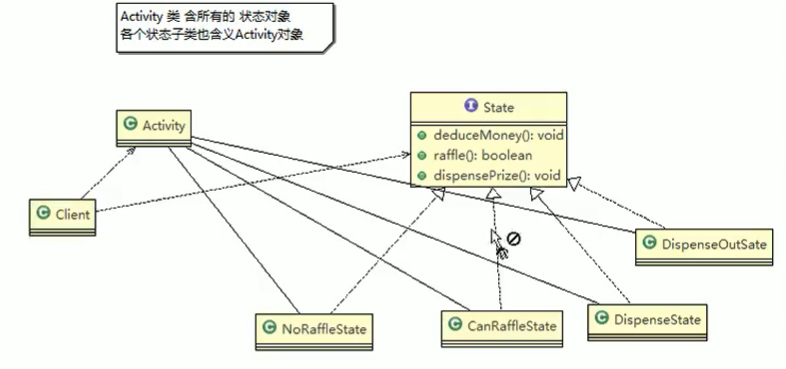 Activity 类 含所有的 状态对象
各个状态子类也含义Activity对象
I State
C Activity
deduceMoney(): void
raffle(): boolean
dispensePrize(): void
C Client
C DispenseOutSate
C NoRaffleState
C CanRaffleState
C DispenseState